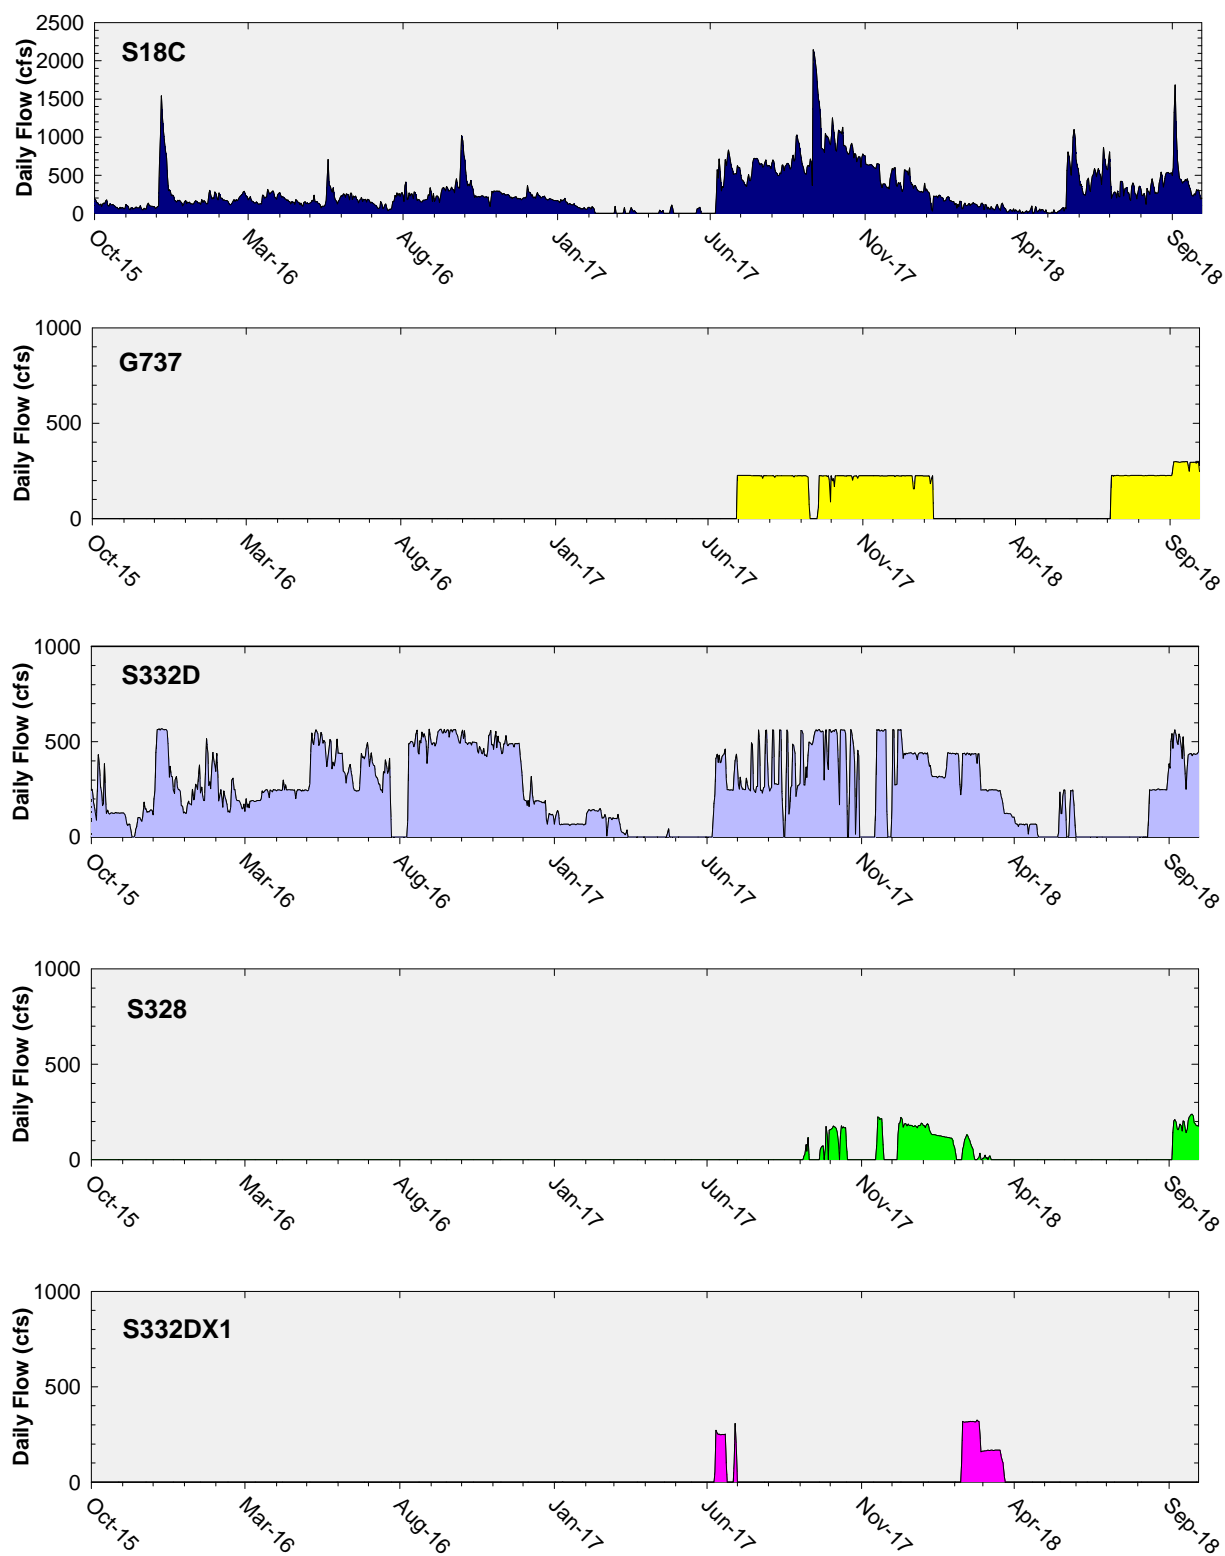 2500
2000
1500
1000
500
0
Daily Flow (cfs)
S18C
Oct-15
Mar-16
Aug-16
Jan-17
Jun-17
Nov-17
Apr-18
Sep-18
1000
500
0
Daily Flow (cfs)
G737
Oct-15
Mar-16
Aug-16
Jan-17
Jun-17
Nov-17
Apr-18
Sep-18
1000
500
0
Daily Flow (cfs)
S332D
Oct-15
Mar-16
Aug-16
Jan-17
Jun-17
Nov-17
Apr-18
Sep-18
1000
500
0
Daily Flow (cfs)
S328
Oct-15
Mar-16
Aug-16
Jan-17
Jun-17
Nov-17
Apr-18
Sep-18
1000
500
0
Daily Flow (cfs)
S332DX1
Oct-15
Mar-16
Aug-16
Jan-17
Jun-17
Nov-17
Apr-18
Sep-18